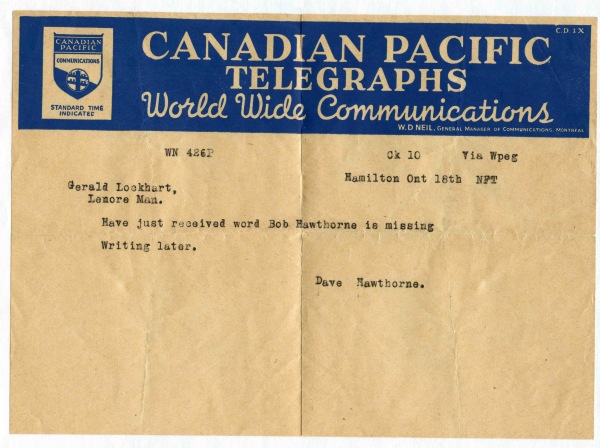 C.D.1X
CANADIAN PACIFIC
COMMUNICATIONS
STANDARD TIME
INDICATED
CANADIAN PACIFIC
TELEGRAPHS
World Wide Communications
W.D. NEIL, GENERAL MANAGER OF COMMUNICATIONS, MONTREAL
WN 426P Ck 10 Via Wpeg
Hamilton Ont 18th NFT
Gerald Lockhart,
Lenore Man.
Have just received word Bob Hawthorne is missing
Writing later.
Dave Hawthorne.